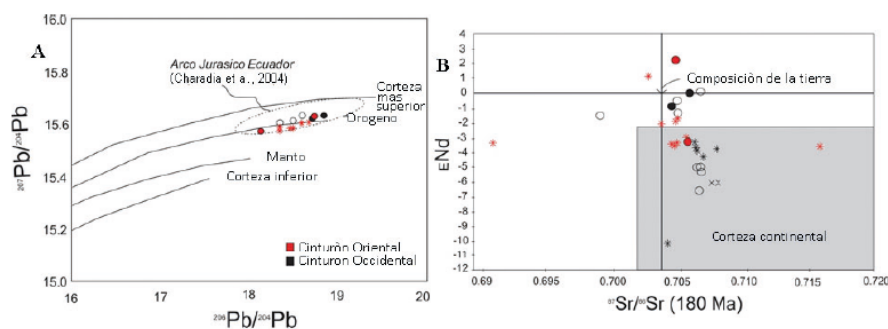 A
16.0
15.8
15.6
15.4
15.2
15.0
²⁰⁷Pb/²⁰⁴Pb
Arco Jurasico Ecuador
(Charadia et a., 2004)
Corteza
mas
superior
Orogeno
Manto
Corteza inferior
Cinturòn Oriental
Cinturon Occidental
16 17 18 19 20
²⁰⁶Pb/²⁰⁴Pb
B
4
3
2
1
0
-1
-2
-3
-4
-5
-6
-7
-8
-9
-10
-11
-12
εNd
Composiciòn de la tierra
Corteza continental
0.69 0.695 0.700 0.705 0.710 0.715 0.720
⁸⁷Sr/⁸⁶Sr (180 Ma)